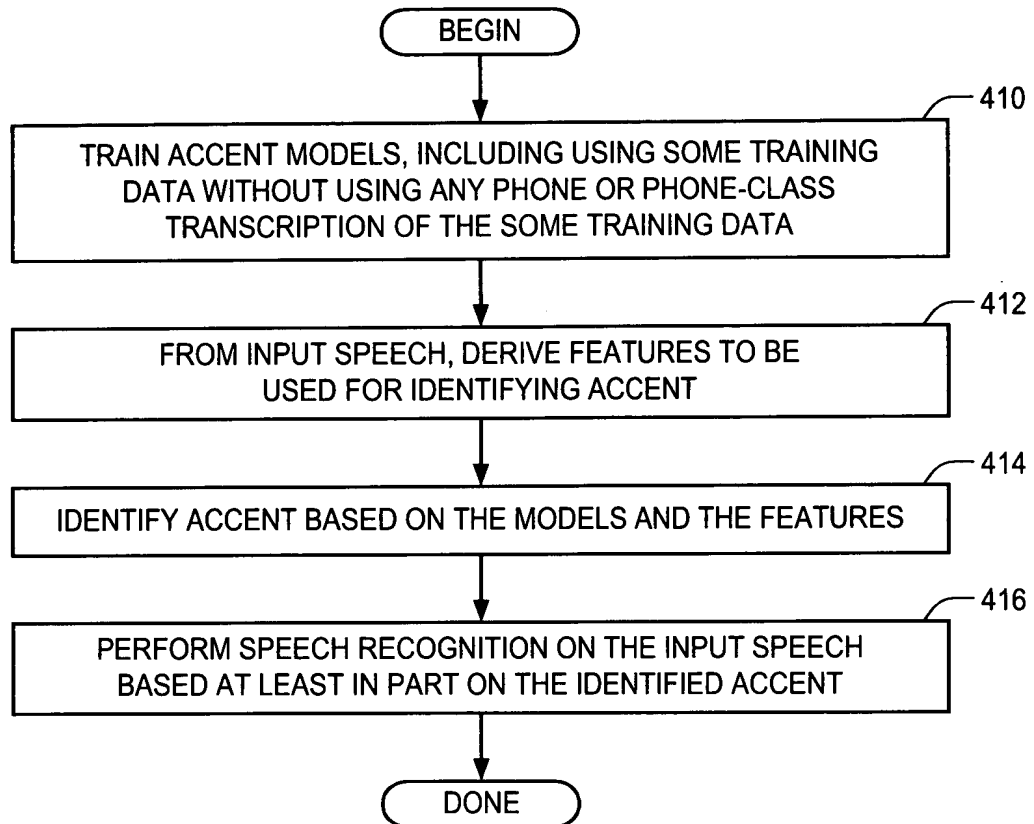 BEGIN
410
TRAIN ACCENT MODELS, INCLUDING USING SOME TRAINING
DATA WITHOUT USING ANY PHONE OR PHONE-CLASS
TRANSCRIPTION OF THE SOME TRAINING DATA
412
FROM INPUT SPEECH, DERIVE FEATURES TO BE
USED FOR IDENTIFYING ACCENT
414
IDENTIFY ACCENT BASED ON THE MODELS AND THE FEATURES
416
PERFORM SPEECH RECOGNITION ON THE INPUT SPEECH
BASED AT LEAST IN PART ON THE IDENTIFIED ACCENT
DONE